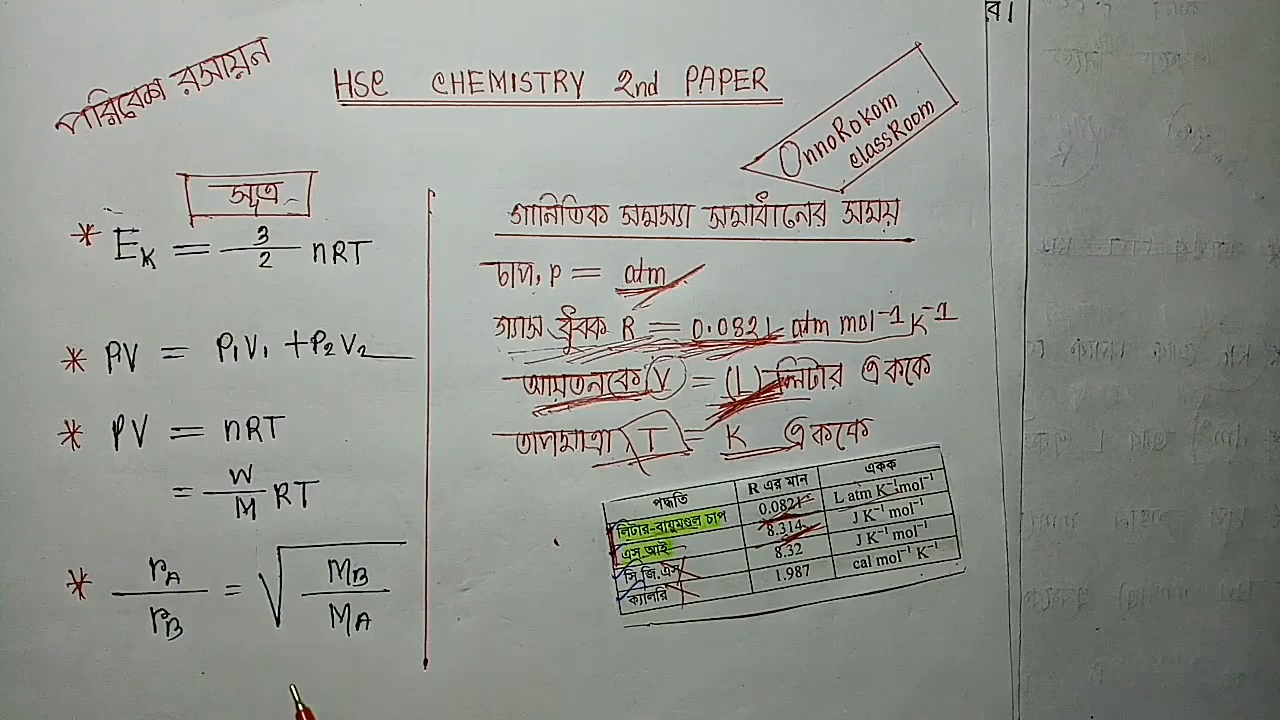 পরিবেশ রসায়ন
HSC CHEMISTRY 2nd PAPER
OnnoRokom
classRoom
সূত্র
* EK = 3/2 nRT
* PV = P₁V₁ + P₂V₂
* PV = nRT
= W/M RT
* rA/rB = √(MB/MA)
গানিতিক সমস্যা সমাধানের সময়
চাপ, P = atm
গ্যাস ধ্রুবক R = 0.082 L atm mol⁻¹ K⁻¹
আয়তনকে (V) = (L) লিটার এককে
তাপমাত্রা (T) = K এককে
পদ্ধতি R এর মান একক
লিটার-বায়ুমণ্ডল চাপ 0.0821 L atm K⁻¹mol⁻¹
এস আই 8.314 J K⁻¹ mol⁻¹
সি.জি.এস 8.32 J K⁻¹ mol⁻¹
ক্যালরি 1.987 cal mol⁻¹ K⁻¹